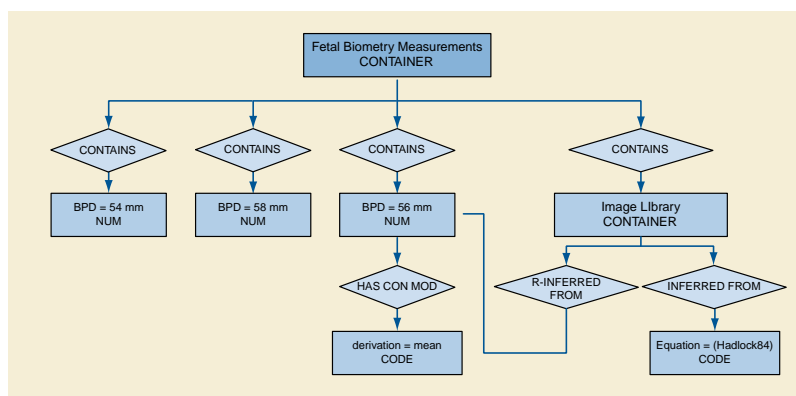 Fetal Biometry Measurements
CONTAINER
CONTAINS
CONTAINS
CONTAINS
CONTAINS
BPD = 54 mm
NUM
BPD = 58 mm
NUM
BPD = 56 mm
NUM
Image LIbrary
CONTAINER
HAS CON MOD
R-INFERRED
FROM
INFERRED FROM
derivation = mean
CODE
Equation = (Hadlock84)
CODE